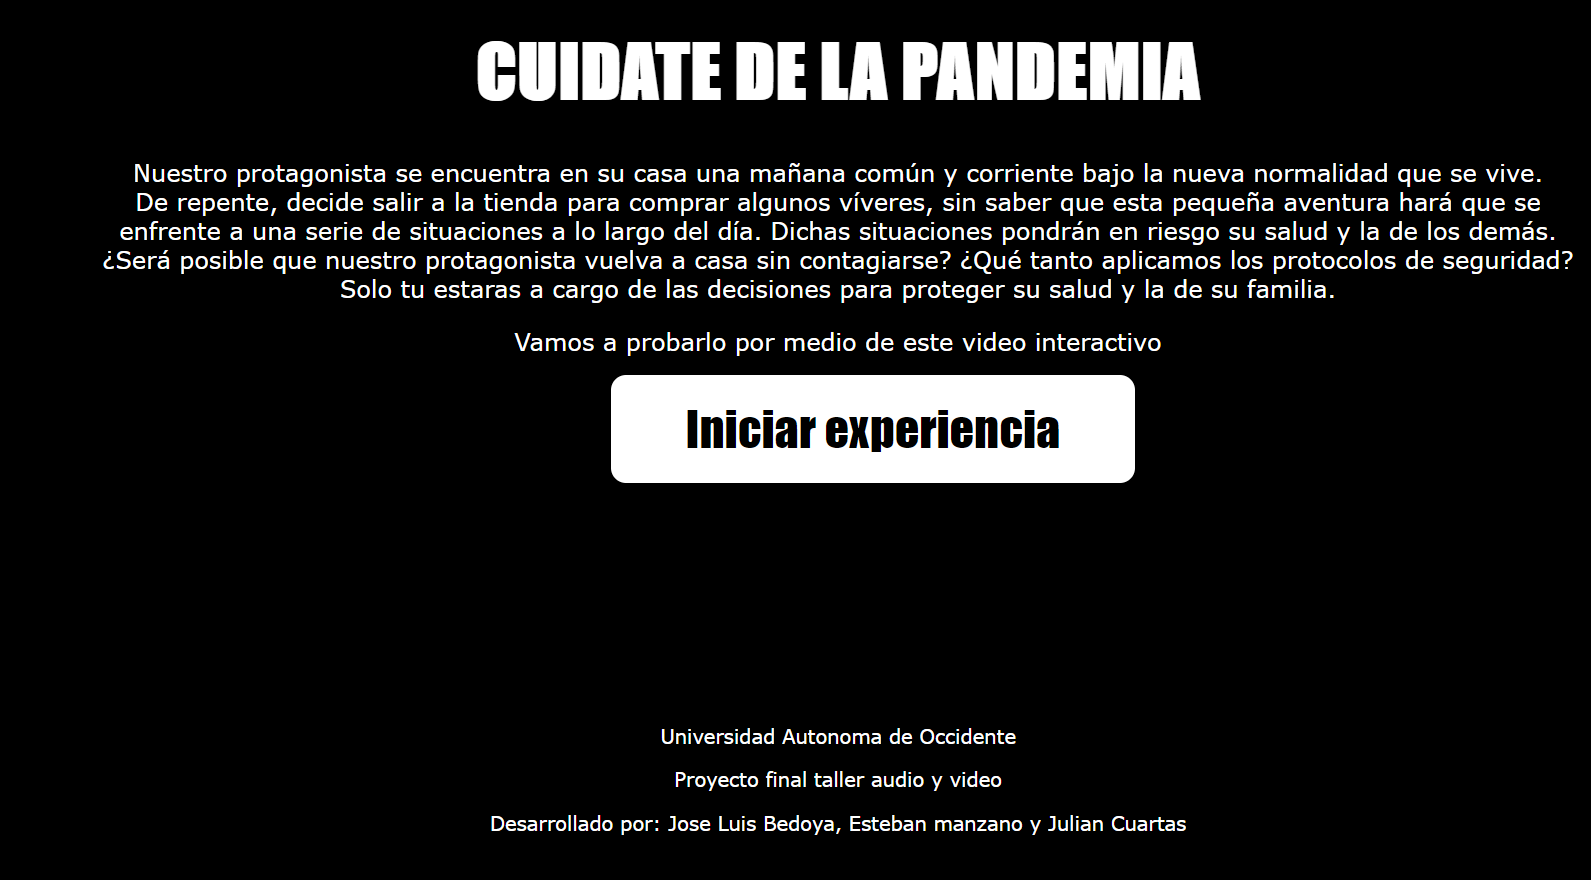 CUIDATE DE LA PANDEMIA
Nuestro protagonista se encuentra en su casa una mañana común y corriente bajo la nueva normalidad que se vive.
De repente, decide salir a la tienda para comprar algunos víveres, sin saber que esta pequeña aventura hará que se
enfrente a una serie de situaciones a lo largo del día. Dichas situaciones pondrán en riesgo su salud y la de los demás.
¿Será posible que nuestro protagonista vuelva a casa sin contagiarse? ¿Qué tanto aplicamos los protocolos de seguridad?
Solo tu estaras a cargo de las decisiones para proteger su salud y la de su familia.
Vamos a probarlo por medio de este video interactivo
Iniciar experiencia
Universidad Autonoma de Occidente
Proyecto final taller audio y video
Desarrollado por: Jose Luis Bedoya, Esteban manzano y Julian Cuartas